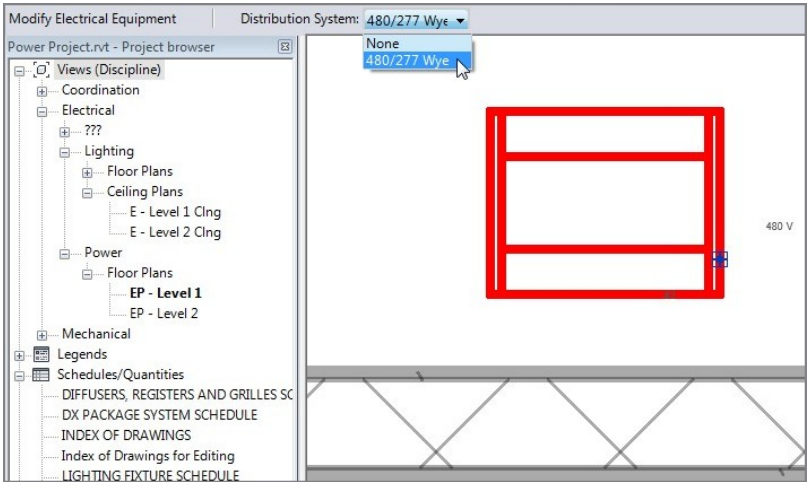 Modify Electrical Equipment Distribution System: 480/277 Wye
None
480/277 Wye
Power Project.rvt - Project browser
Views (Discipline)
Coordination
Electrical
???
Lighting
Floor Plans
Ceiling Plans
E - Level 1 Clng
E - Level 2 Clng
480 V
Power
Floor Plans
EP - Level 1
EP - Level 2
Mechanical
Legends
Schedules/Quantities
DIFFUSERS, REGISTERS AND GRILLES SC
DX PACKAGE SYSTEM SCHEDULE
INDEX OF DRAWINGS
Index of Drawings for Editing
LIGHTING FIXTURE SCHEDULE